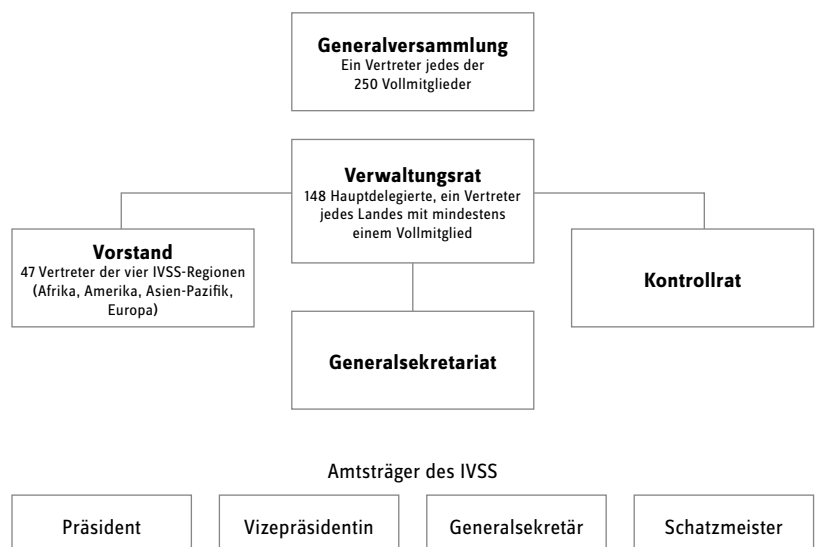 Generalversammlung
Ein Vertreter jedes der
250 Vollmitglieder
Verwaltungsrat
148 Hauptdelegierte, ein Vertreter
jedes Landes mit mindestens
einem Vollmitglied
Vorstand
47 Vertreter der vier IVSS-Regionen
(Afrika, Amerika, Asien-Pazifik,
Europa)
Kontrollrat
Generalsekretariat
Amtsträger des IVSS
Präsident
Vizepräsidentin
Generalsekretär
Schatzmeister